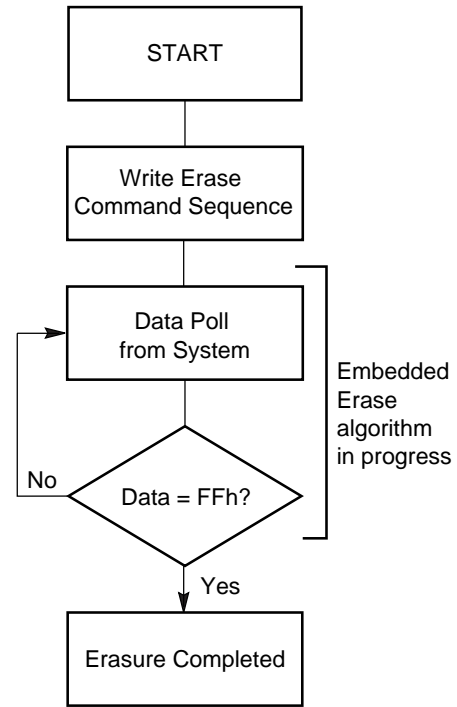 START
Write Erase
Command Sequence
Data Poll
from System
Embedded
Erase
algorithm
in progress
No
Data = FFh?
Yes
Erasure Completed